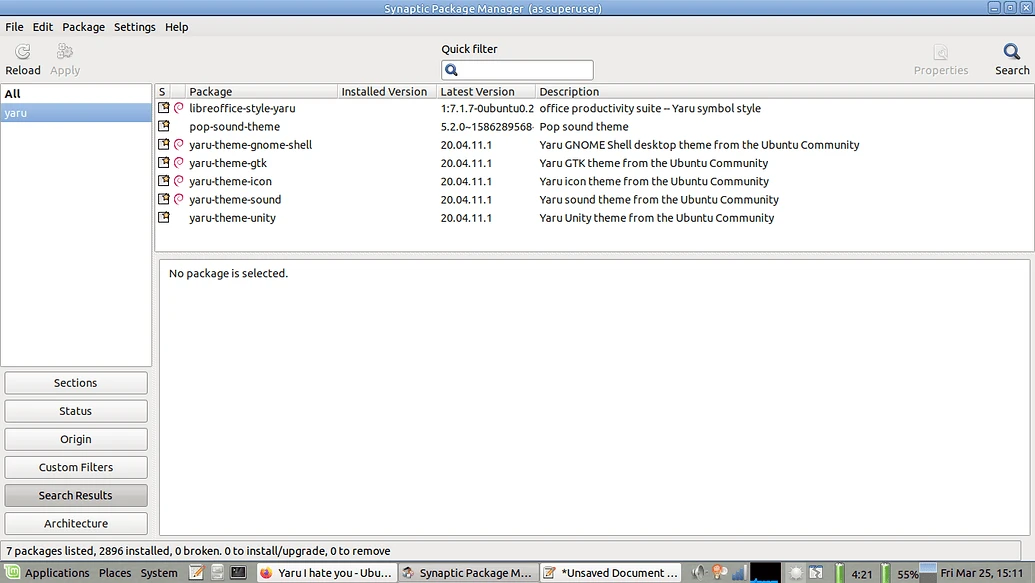 Synaptic Package Manager (as superuser)
File Edit Package Settings Help
Quick filter
Reload Apply Properties Search
All
yaru
S Package Installed Version Latest Version Description
libreoffice-style-yaru 1:7.1.7-0ubuntu0.2 office productivity suite -- Yaru symbol style
pop-sound-theme 5.2.0~1586289568- Pop sound theme
yaru-theme-gnome-shell 20.04.11.1 Yaru GNOME Shell desktop theme from the Ubuntu Community
yaru-theme-gtk 20.04.11.1 Yaru GTK theme from the Ubuntu Community
yaru-theme-icon 20.04.11.1 Yaru icon theme from the Ubuntu Community
yaru-theme-sound 20.04.11.1 Yaru sound theme from the Ubuntu Community
yaru-theme-unity 20.04.11.1 Yaru Unity theme from the Ubuntu Community
No package is selected.
Sections
Status
Origin
Custom Filters
Search Results
Architecture
7 packages listed, 2896 installed, 0 broken. 0 to install/upgrade, 0 to remove
Applications Places System Yaru I hate you - Ubu... Synaptic Package M... *Unsaved Document ... 4:21 55% Fri Mar 25, 15:11